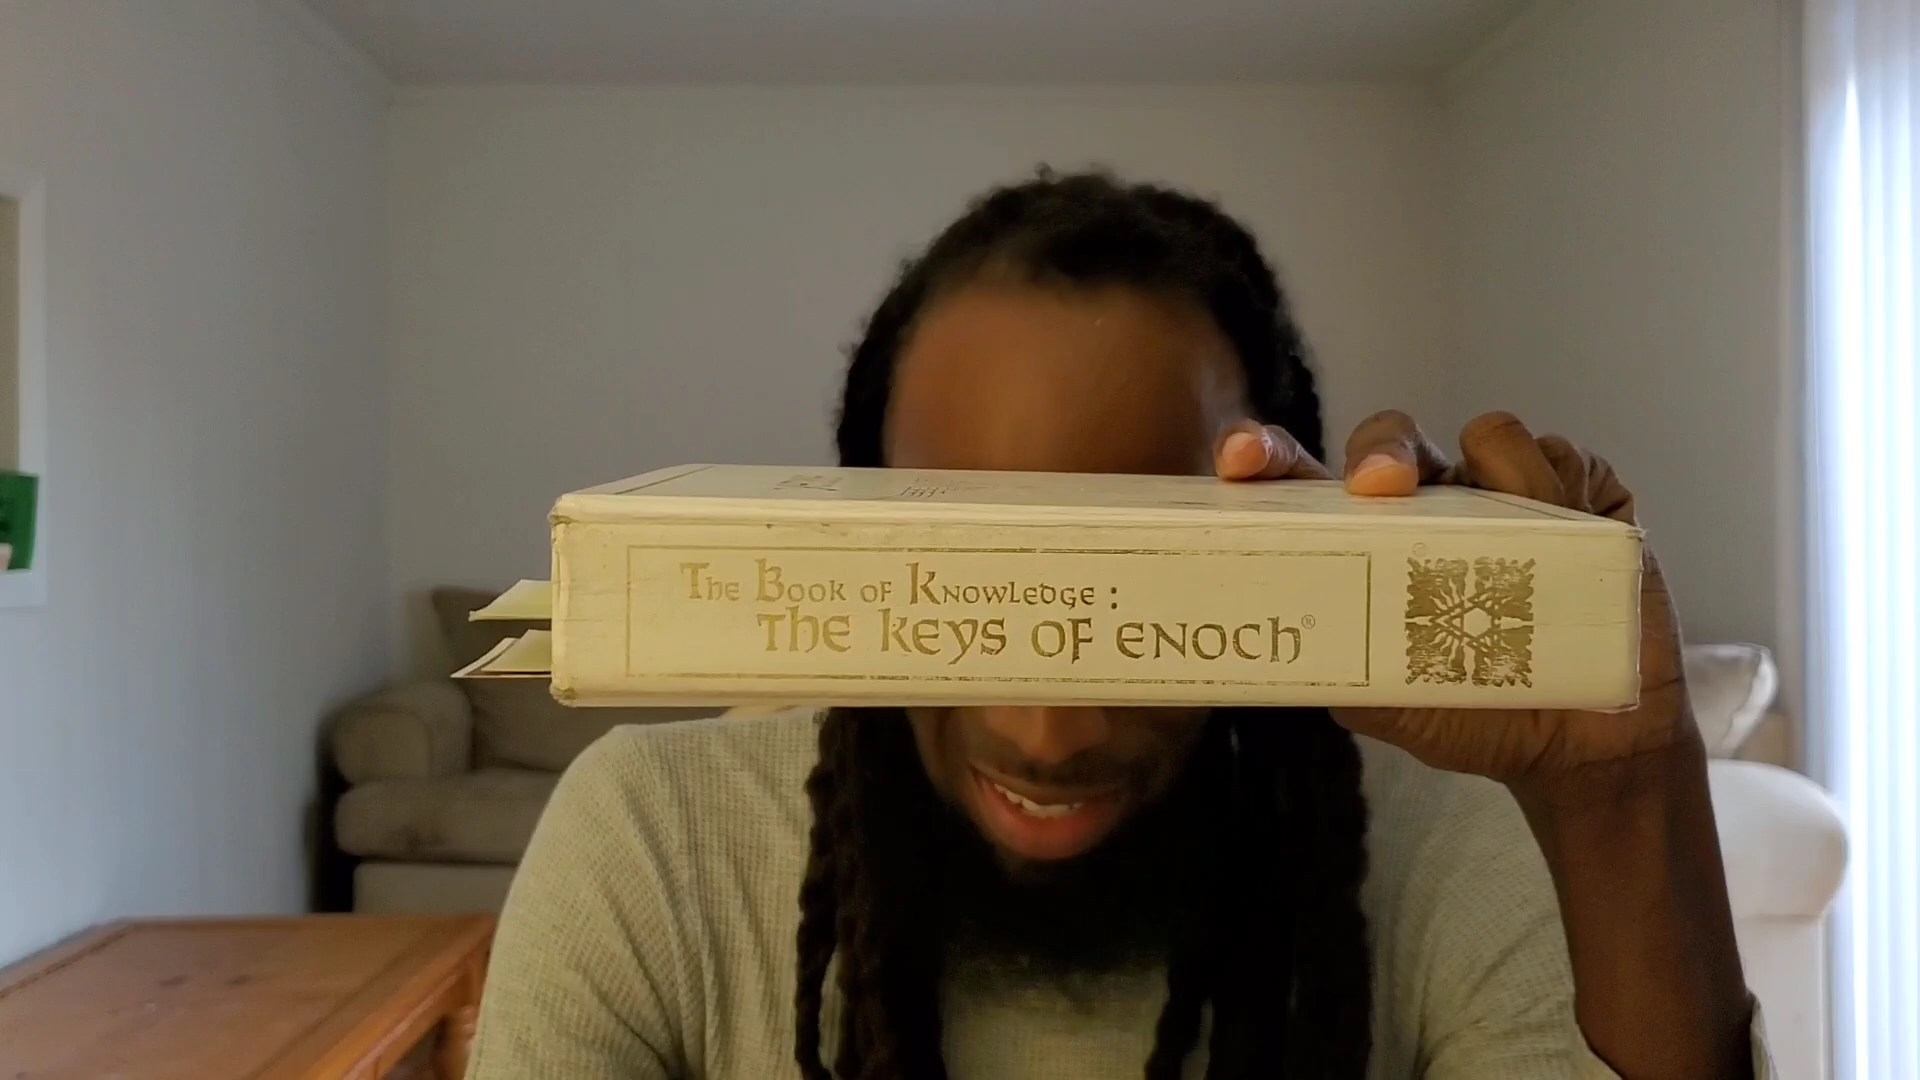 The Book of Knowledge:
The Keys of Enoch®